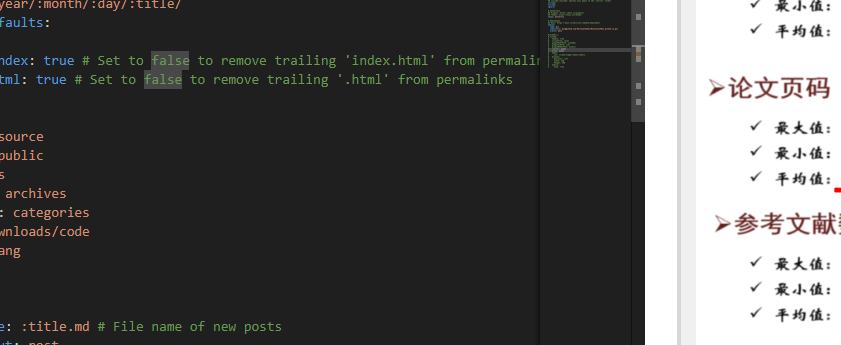 year/:month/:day/:title/
faults:
ndex: true # Set to false to remove trailing 'index.html' from permalin
tml: true # Set to false to remove trailing '.html' from permalinks
source
public
s
archives
: categories
wnloads/code
ang
e: :title.md # File name of new posts
ut: post
✓ 最小值:
✓ 平均值:
➢论文页码
✓ 最大值:
✓ 最小值:
✓ 平均值:
➢参考文献
✓ 最大值:
✓ 最小值:
✓ 平均值: